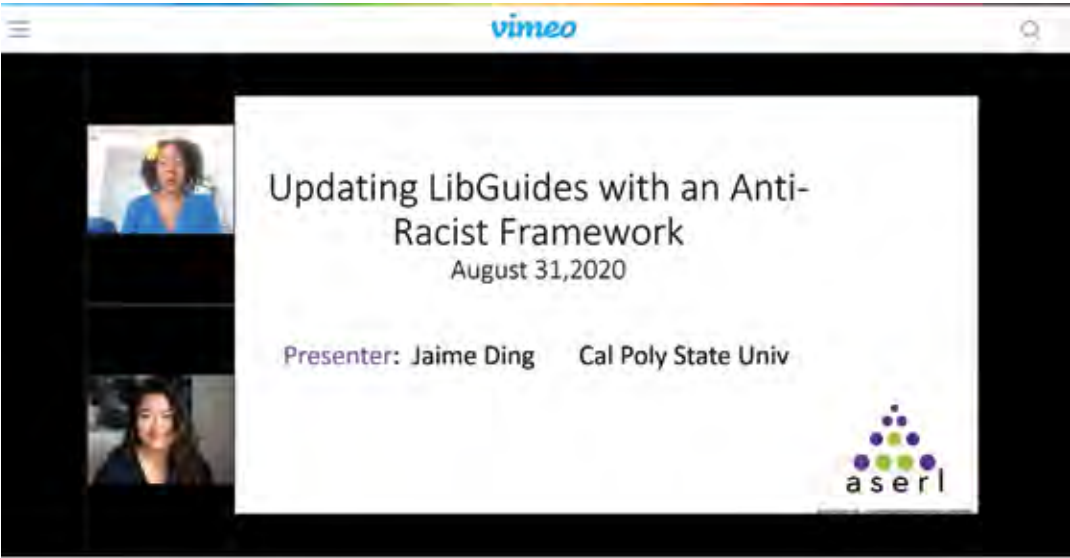 vimeo
Updating LibGuides with an Anti-
Racist Framework
August 31,2020
Presenter: Jaime Ding Cal Poly State Univ
aserl